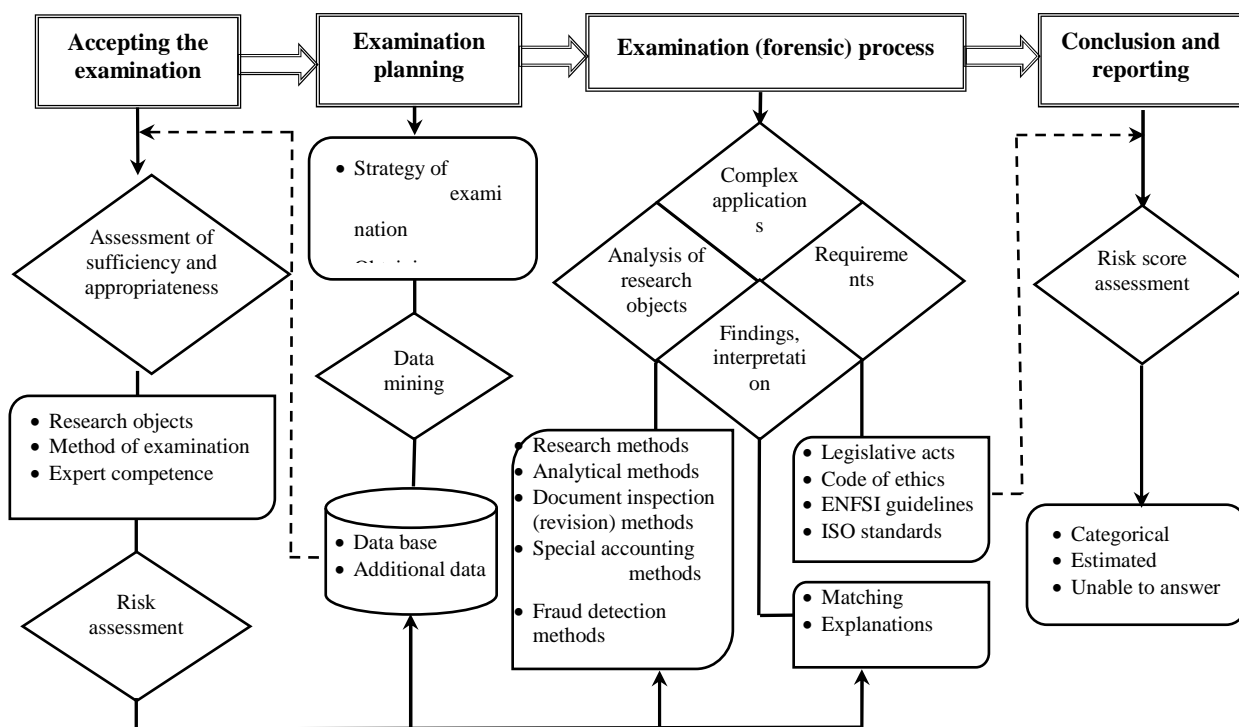 Accepting the
examination
Examination
planning
Examination (forensic) process
Conclusion and
reporting
Assessment of
sufficiency and
appropriateness
• Research objects
• Method of examination
• Expert competence
Risk
assessment
• Strategy of
exami
nation
Data
mining
• Data base
• Additional data
Complex
application
s
Analysis of
research
objects
Requireme
nts
Findings,
interpretati
on
• Research methods
• Analytical methods
• Document inspection
(revision) methods
• Special accounting
methods
• Fraud detection
methods
• Legislative acts
• Code of ethics
• ENFSI guidelines
• ISO standards
• Matching
• Explanations
Risk score
assessment
• Categorical
• Estimated
• Unable to answer